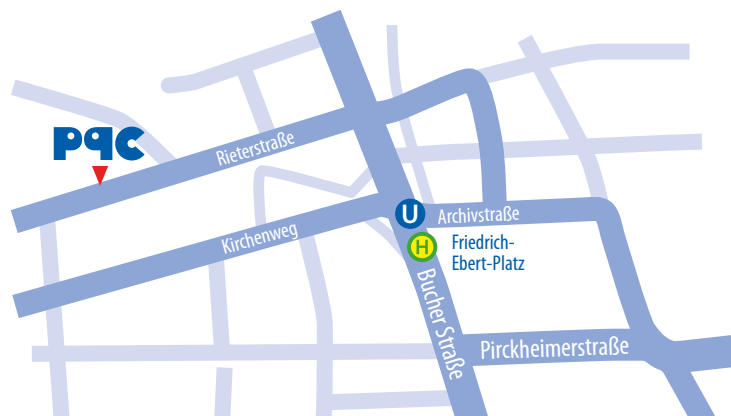 pqc
Rieterstraße
Kirchenweg
U
Archivstraße
H
Friedrich-
Ebert-Platz
Bucher Straße
Pirckheimerstraße